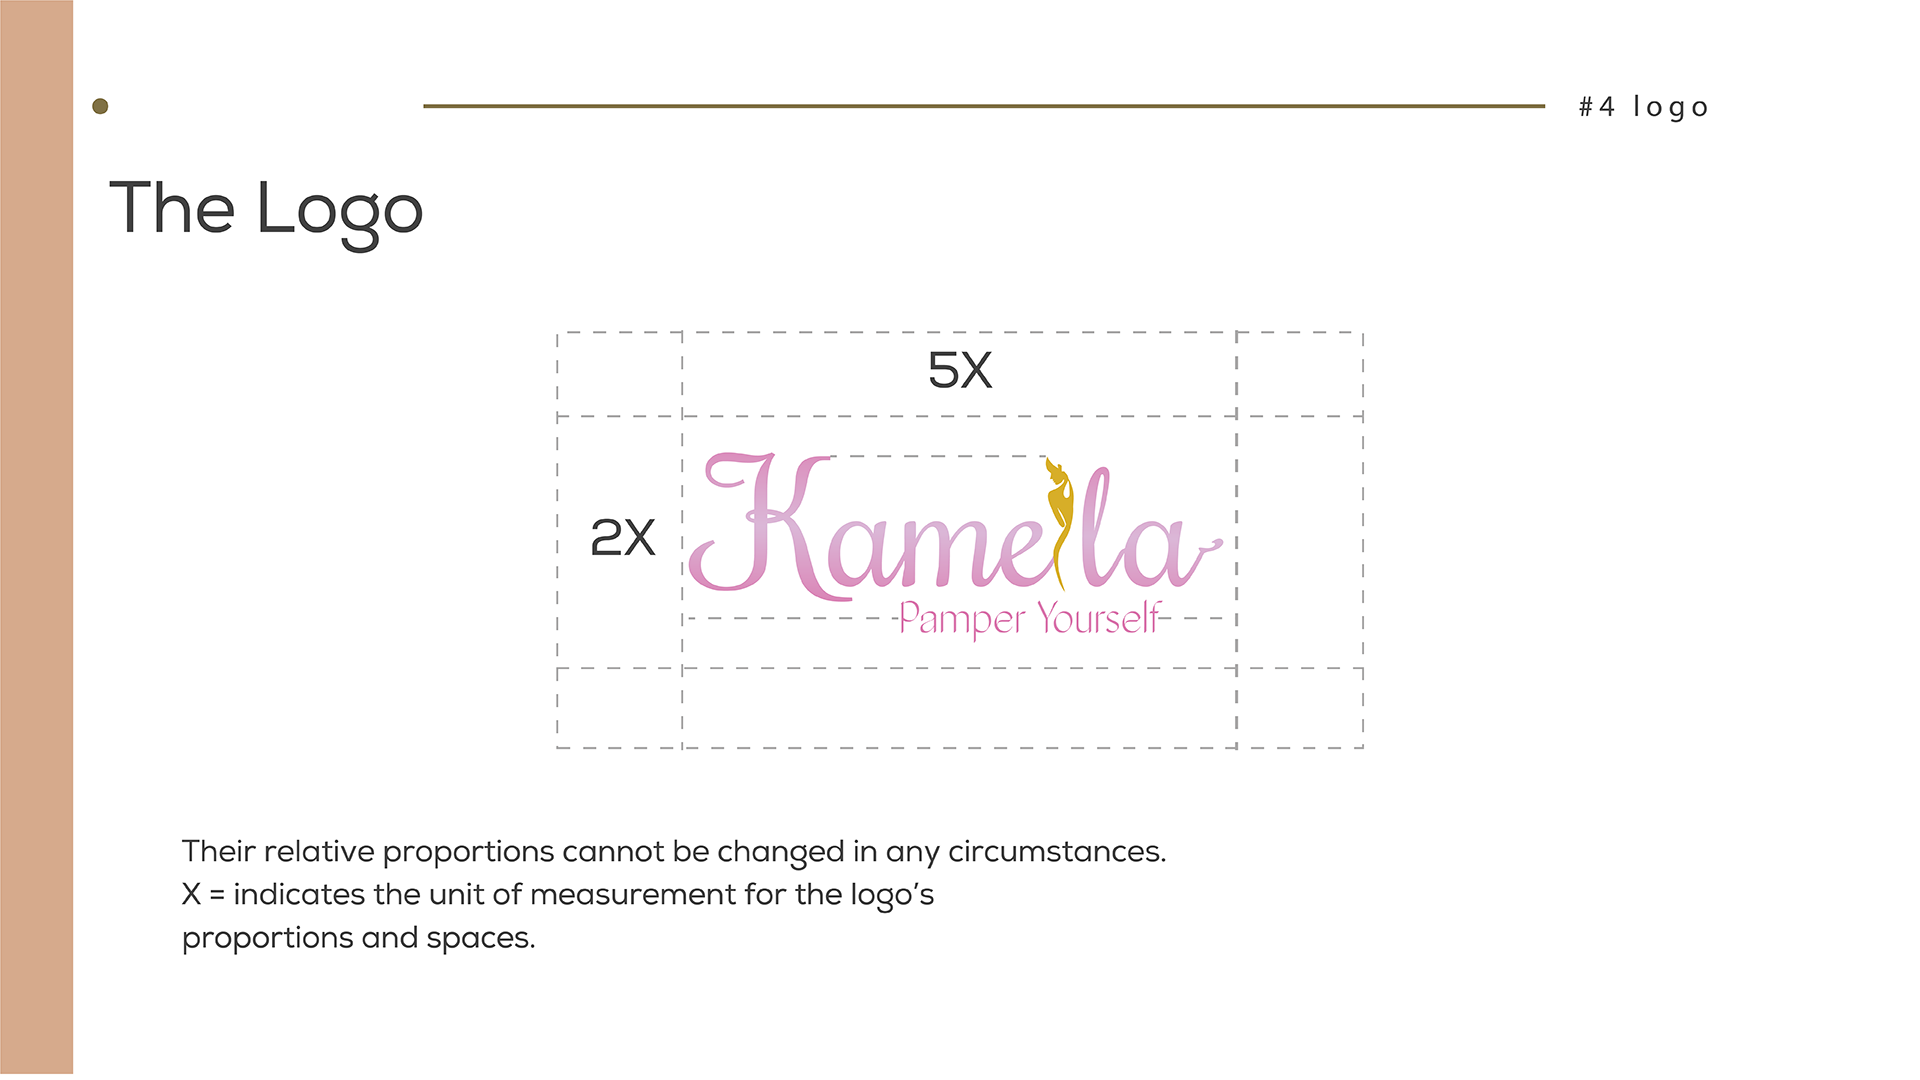 #4 logo
The Logo
5X
2X
Kameila
Pamper Yourself
Their relative proportions cannot be changed in any circumstances.
X = indicates the unit of measurement for the logo’s
proportions and spaces.